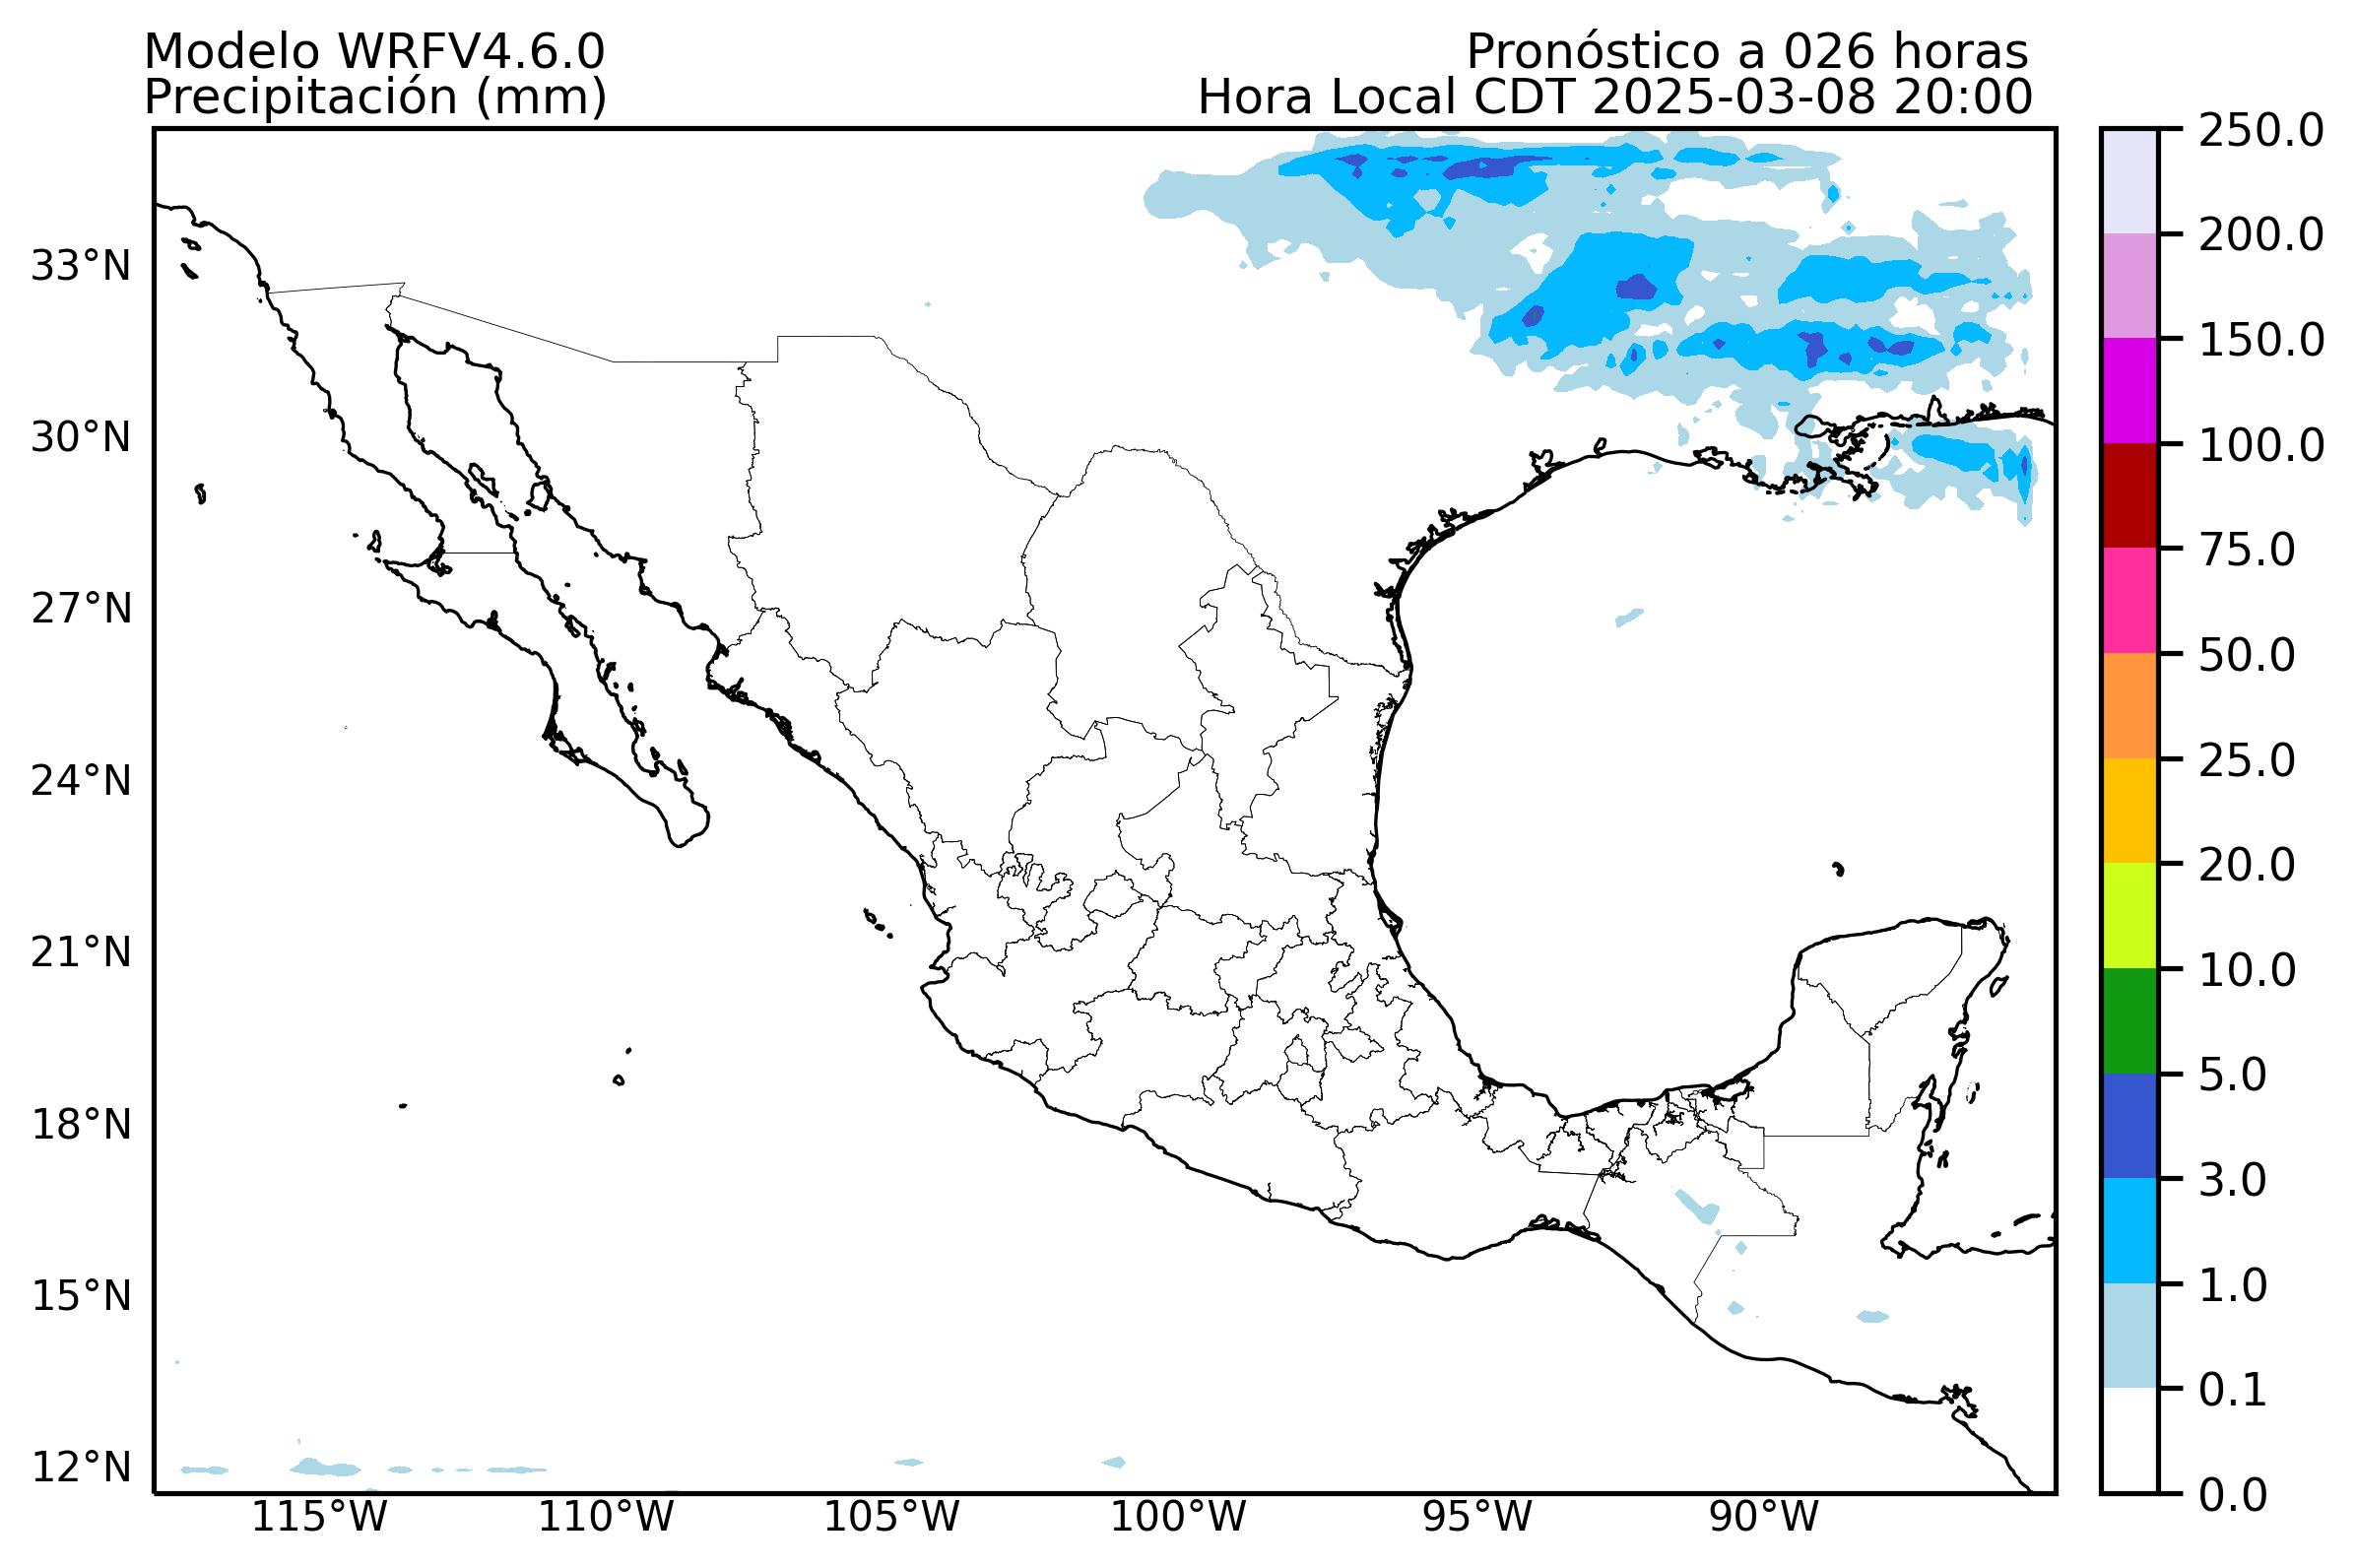 Modelo WRFV4.6.0
Precipitación (mm)
Pronóstico a 026 horas
Hora Local CDT 2025-03-08 20:00
33°N
30°N
27°N
24°N
21°N
18°N
15°N
12°N
115°W
110°W
105°W
100°W
95°W
90°W
250.0
200.0
150.0
100.0
75.0
50.0
25.0
20.0
10.0
5.0
3.0
1.0
0.1
0.0